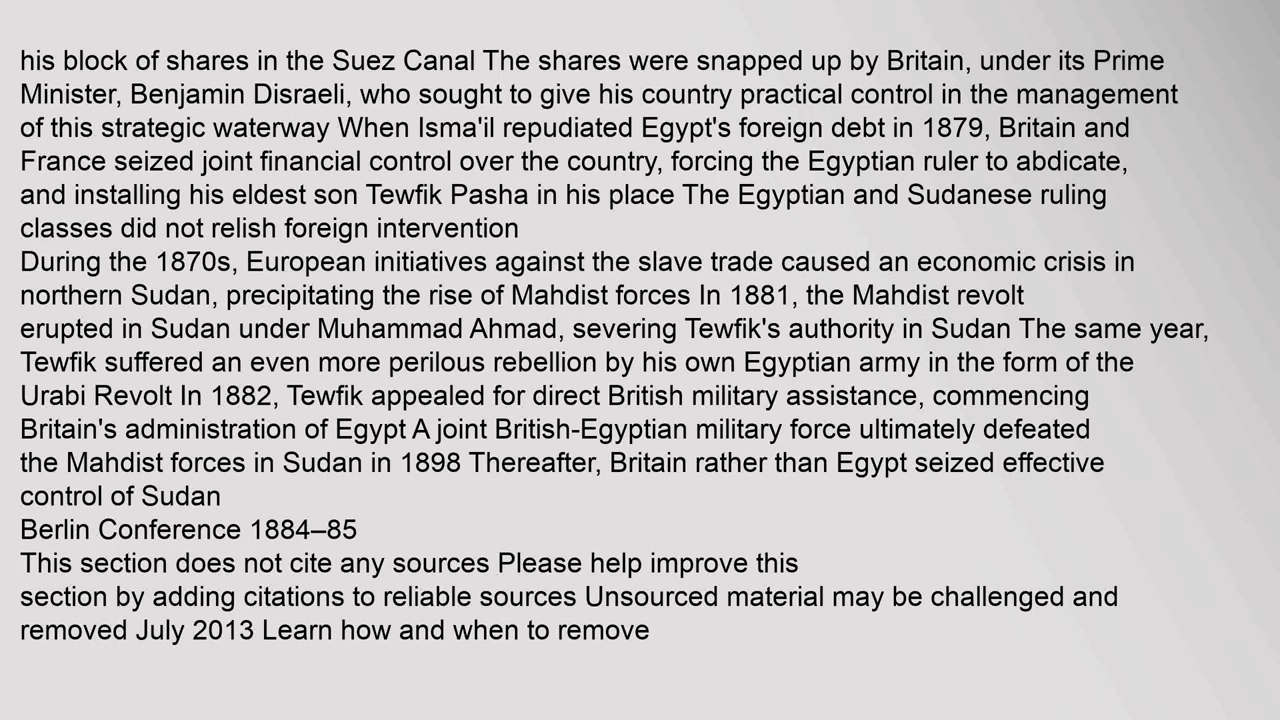 his block of shares in the Suez Canal The shares were snapped up by Britain, under its Prime
Minister, Benjamin Disraeli, who sought to give his country practical control in the management
of this strategic waterway When Isma'il repudiated Egypt's foreign debt in 1879, Britain and
France seized joint financial control over the country, forcing the Egyptian ruler to abdicate,
and installing his eldest son Tewfik Pasha in his place The Egyptian and Sudanese ruling
classes did not relish foreign intervention
During the 1870s, European initiatives against the slave trade caused an economic crisis in
northern Sudan, precipitating the rise of Mahdist forces In 1881, the Mahdist revolt
erupted in Sudan under Muhammad Ahmad, severing Tewfik's authority in Sudan The same year,
Tewfik suffered an even more perilous rebellion by his own Egyptian army in the form of the
Urabi Revolt In 1882, Tewfik appealed for direct British military assistance, commencing
Britain's administration of Egypt A joint British-Egyptian military force ultimately defeated
the Mahdist forces in Sudan in 1898 Thereafter, Britain rather than Egypt seized effective
control of Sudan
Berlin Conference 1884–85
This section does not cite any sources Please help improve this
section by adding citations to reliable sources Unsourced material may be challenged and
removed July 2013 Learn how and when to remove